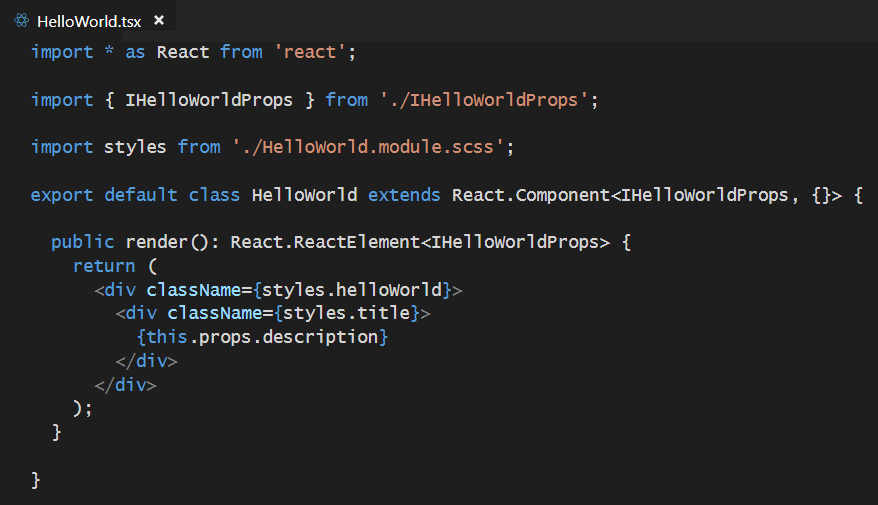 HelloWorld.tsx ×
import * as React from 'react';
import { IHelloWorldProps } from './IHelloWorldProps';
import styles from './HelloWorld.module.scss';
export default class HelloWorld extends React.Component<IHelloWorldProps, {}> {
  public render(): React.ReactElement<IHelloWorldProps> {
    return (
      <div className={styles.helloWorld}>
        <div className={styles.title}>
          {this.props.description}
        </div>
      </div>
    );
  }
}